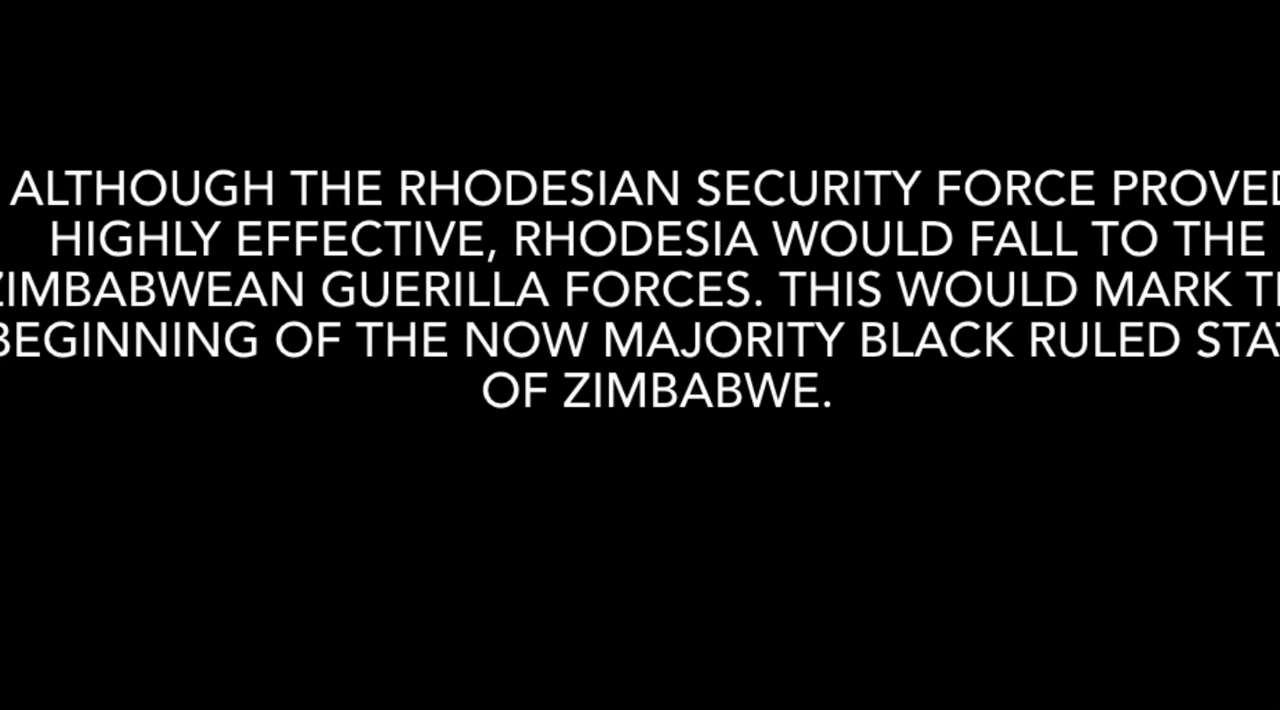 ALTHOUGH THE RHODESIAN SECURITY FORCE PROVED
HIGHLY EFFECTIVE, RHODESIA WOULD FALL TO THE
ZIMBABWEAN GUERILLA FORCES. THIS WOULD MARK
BEGINNING OF THE NOW MAJORITY BLACK RULED
OF ZIMBABWE.